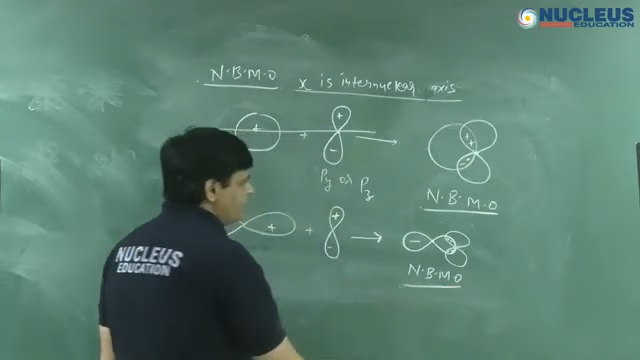 NUCLEUS
EDUCATION
N.B.M.O x is internuclear axis
+ + + -
Py or Pz
+ +
N.B.M.O
+ + + -
-
N.B.M.O
NUCLEUS
EDUCATION